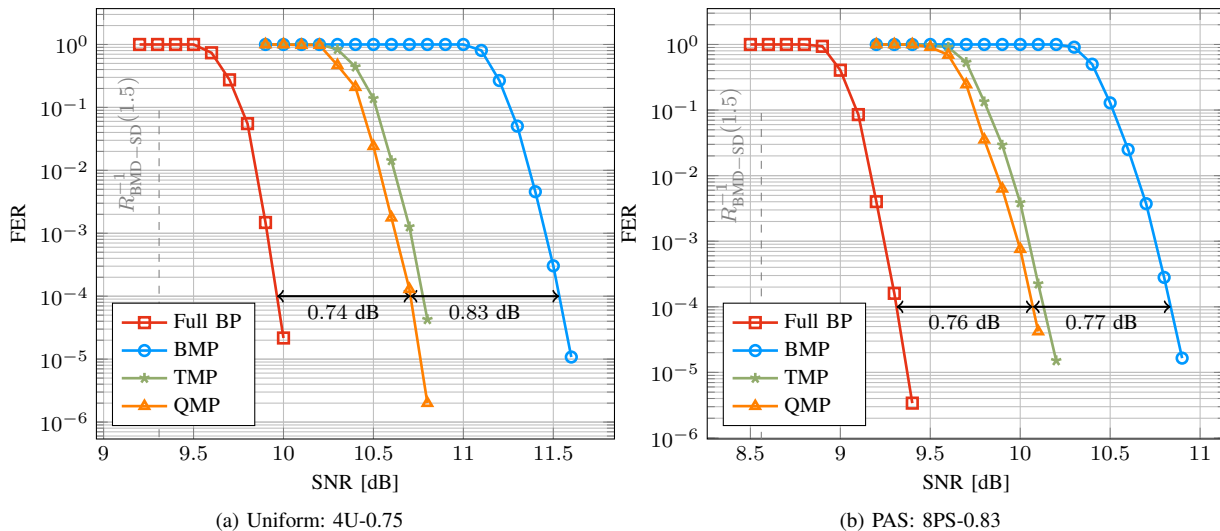 10^0
10^-1
10^-2
10^-3
10^-4
10^-5
10^-6
FER
R^-1_BMD−SD(1.5)
0.74 dB
0.83 dB
Full BP
BMP
TMP
QMP
9 9.5 10 10.5 11 11.5
SNR [dB]
(a) Uniform: 4U-0.75
10^0
10^-1
10^-2
10^-3
10^-4
10^-5
10^-6
FER
R^-1_BMD−SD(1.5)
0.76 dB
0.77 dB
Full BP
BMP
TMP
QMP
8.5 9 9.5 10 10.5 11
SNR [dB]
(b) PAS: 8PS-0.83